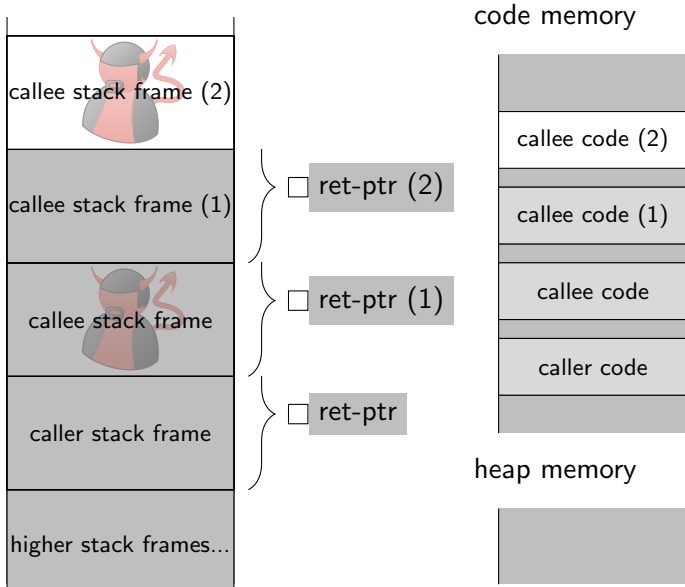 code memory
callee stack frame (2)
callee code (2)
ret-ptr (2)
callee stack frame (1)
callee code (1)
callee stack frame
ret-ptr (1)
callee code
caller code
caller stack frame
ret-ptr
heap memory
higher stack frames...